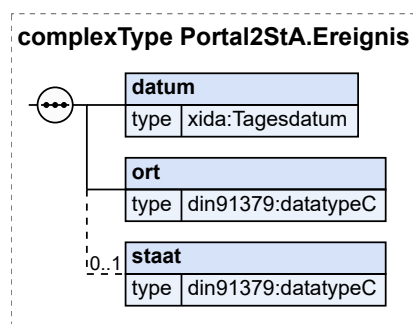 complexType Portal2StA.Ereignis
datum
type xida:Tagesdatum
ort
type din91379:datatypeC
0..1
staat
type din91379:datatypeC